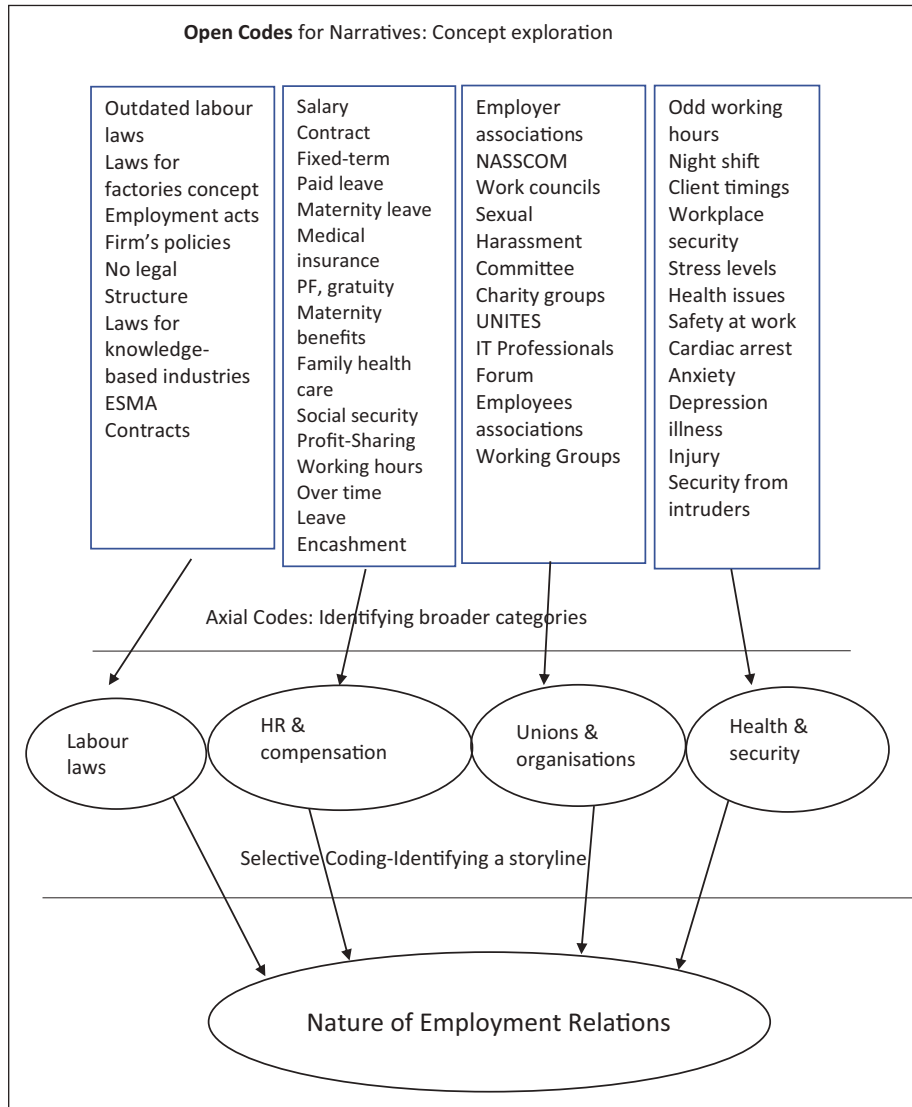 Open Codes for Narratives: Concept exploration
Outdated labour
laws
Laws for
factories concept
Employment acts
Firm's policies
No legal
Structure
Laws for
knowledge-
based industries
ESMA
Contracts
Salary
Contract
Fixed-term
Paid leave
Maternity leave
Medical
insurance
PF, gratuity
Maternity
benefits
Family health
care
Social security
Profit-Sharing
Working hours
Over time
Leave
Encashment
Employer
associations
NASSCOM
Work councils
Sexual
Harassment
Committee
Charity groups
UNITES
IT Professionals
Forum
Employees
associations
Working Groups
Odd working
hours
Night shift
Client timings
Workplace
security
Stress levels
Health issues
Safety at work
Cardiac arrest
Anxiety
Depression
illness
Injury
Security from
intruders
Axial Codes: Identifying broader categories
Labour
laws
HR &
compensation
Unions &
organisations
Health &
security
Selective Coding-Identifying a storyline
Nature of Employment Relations